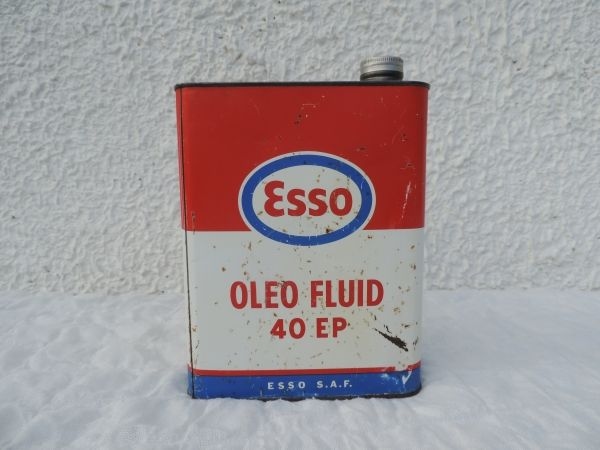 Esso
OLEO FLUID
40 EP
ESSO S.A.F.